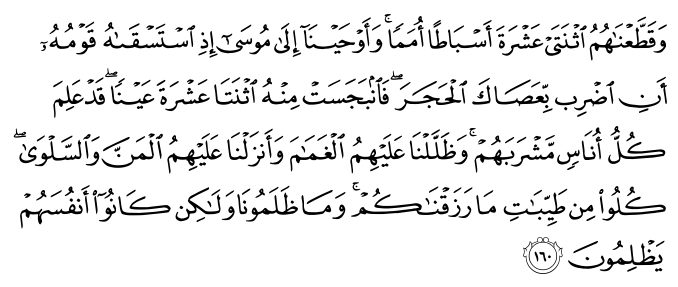 وَقَطَّعْنَٰهُمُ ٱثْنَتَىْ عَشْرَةَ أَسْبَاطًا أُمَمًا ۚ وَأَوْحَيْنَآ إِلَىٰ مُوسَىٰٓ إِذِ ٱسْتَسْقَىٰهُ قَوْمُهُۥٓ
أَنِ ٱضْرِب بِّعَصَاكَ ٱلْحَجَرَ ۖ فَٱنۢبَجَسَتْ مِنْهُ ٱثْنَتَا عَشْرَةَ عَيْنًا ۖ قَدْ عَلِمَ
كُلُّ أُنَاسٍ مَّشْرَبَهُمْ ۚ وَظَلَّلْنَا عَلَيْهِمُ ٱلْغَمَٰمَ وَأَنزَلْنَا عَلَيْهِمُ ٱلْمَنَّ وَٱلسَّلْوَىٰ ۖ
كُلُوا۟ مِن طَيِّبَٰتِ مَا رَزَقْنَٰكُمْ ۚ وَمَا ظَلَمُونَا وَلَٰكِن كَانُوٓا۟ أَنفُسَهُمْ
يَظْلِمُونَ ١٦٠